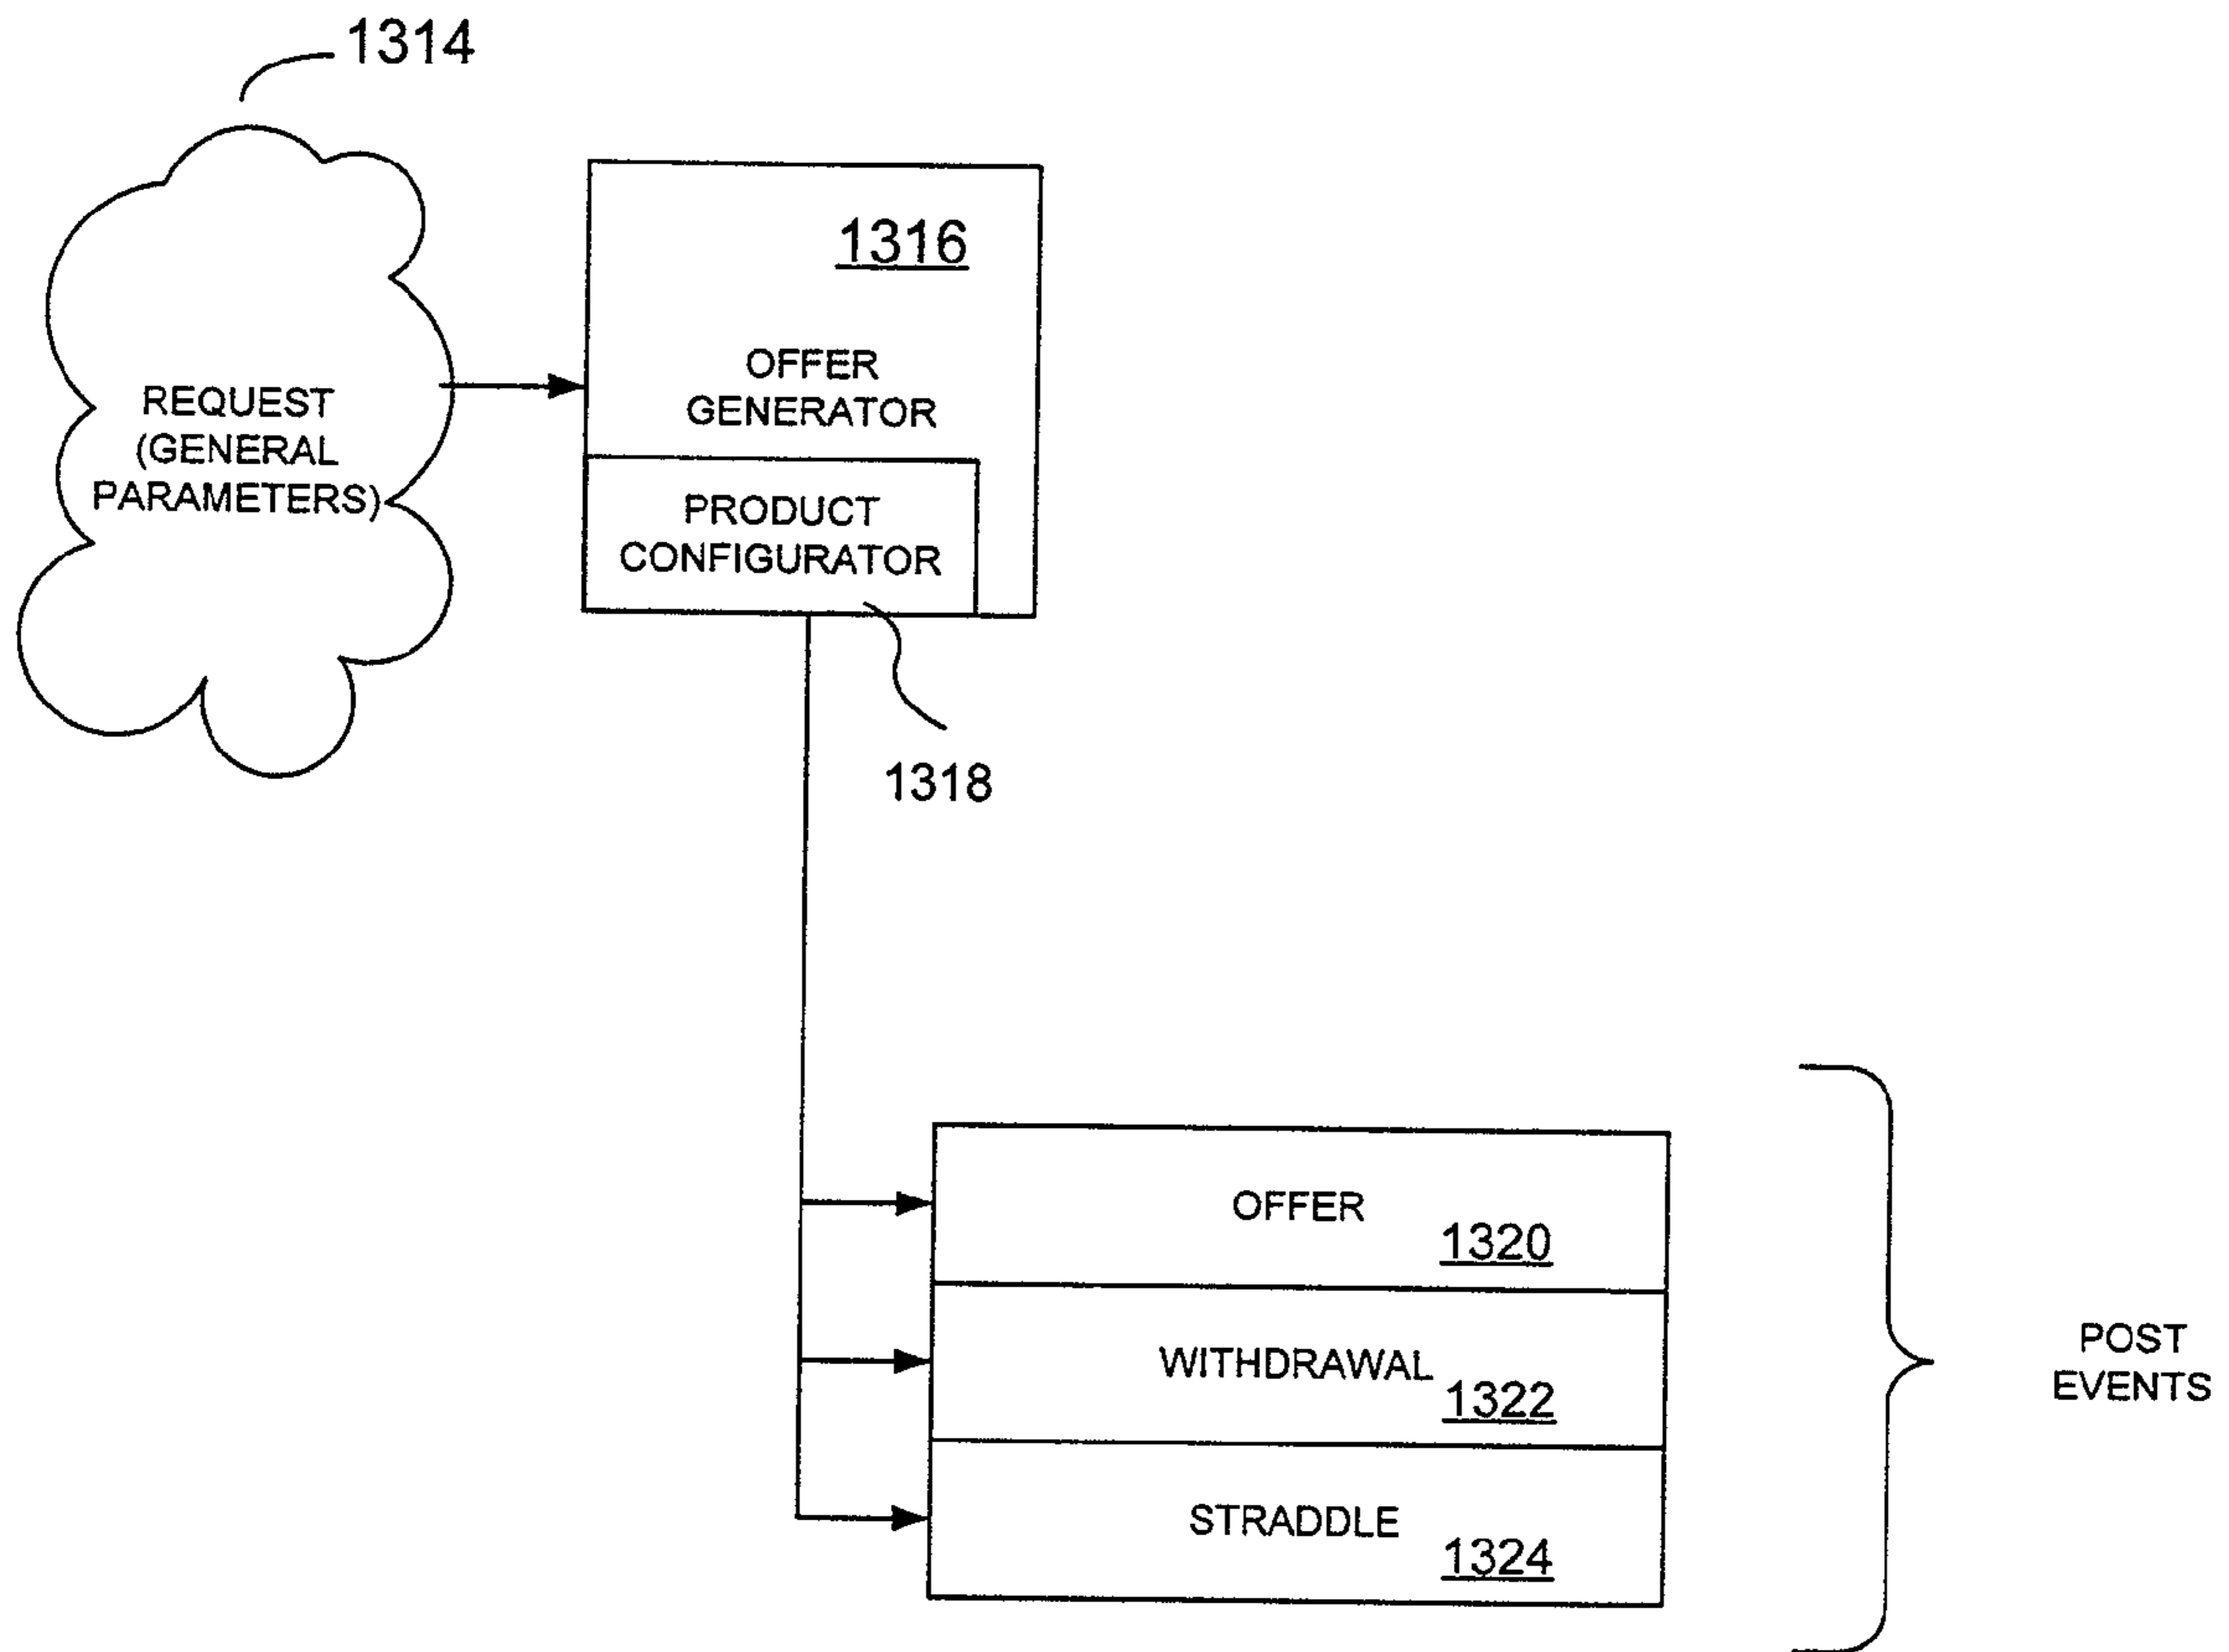 1314
1316
OFFER
GENERATOR
REQUEST
(GENERAL
PARAMETERS)
PRODUCT
CONFIGURATOR
1318
OFFER
1320
WITHDRAWAL
1322
STRADDLE
1324
POST
EVENTS